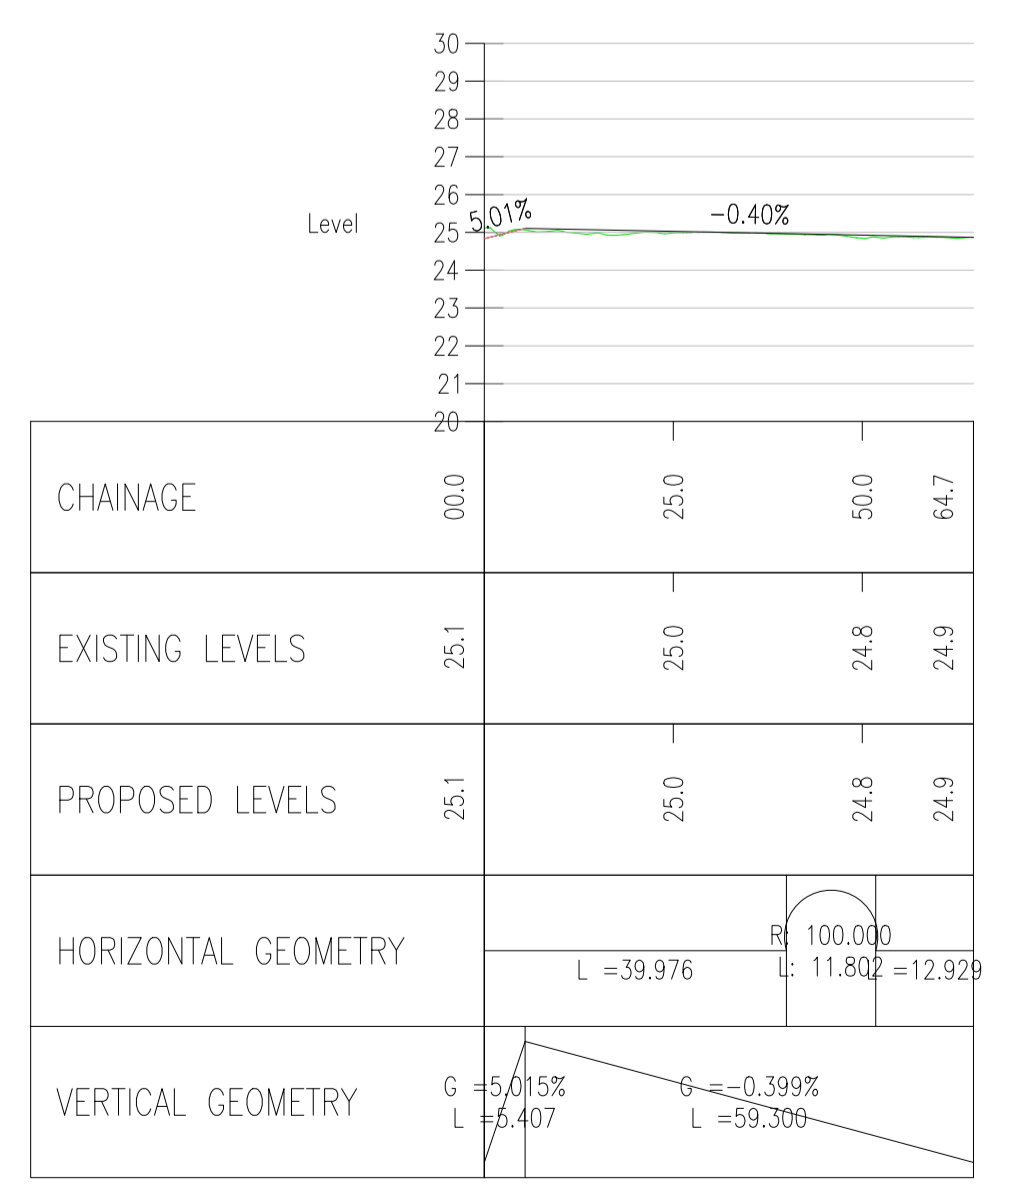 30
29
28
27
26
25
24
23
22
21
20
Level
5.01%
-0.40%
CHAINAGE 00.0 25.0 50.0 64.7
EXISTING LEVELS 25.1 25.0 24.8 24.9
PROPOSED LEVELS 25.1 25.0 24.8 24.9
HORIZONTAL GEOMETRY
L =39.976
R: 100.000
L: 11.802
L =12.929
VERTICAL GEOMETRY
G =5.015%
L =5.407
G =-0.399%
L =59.300